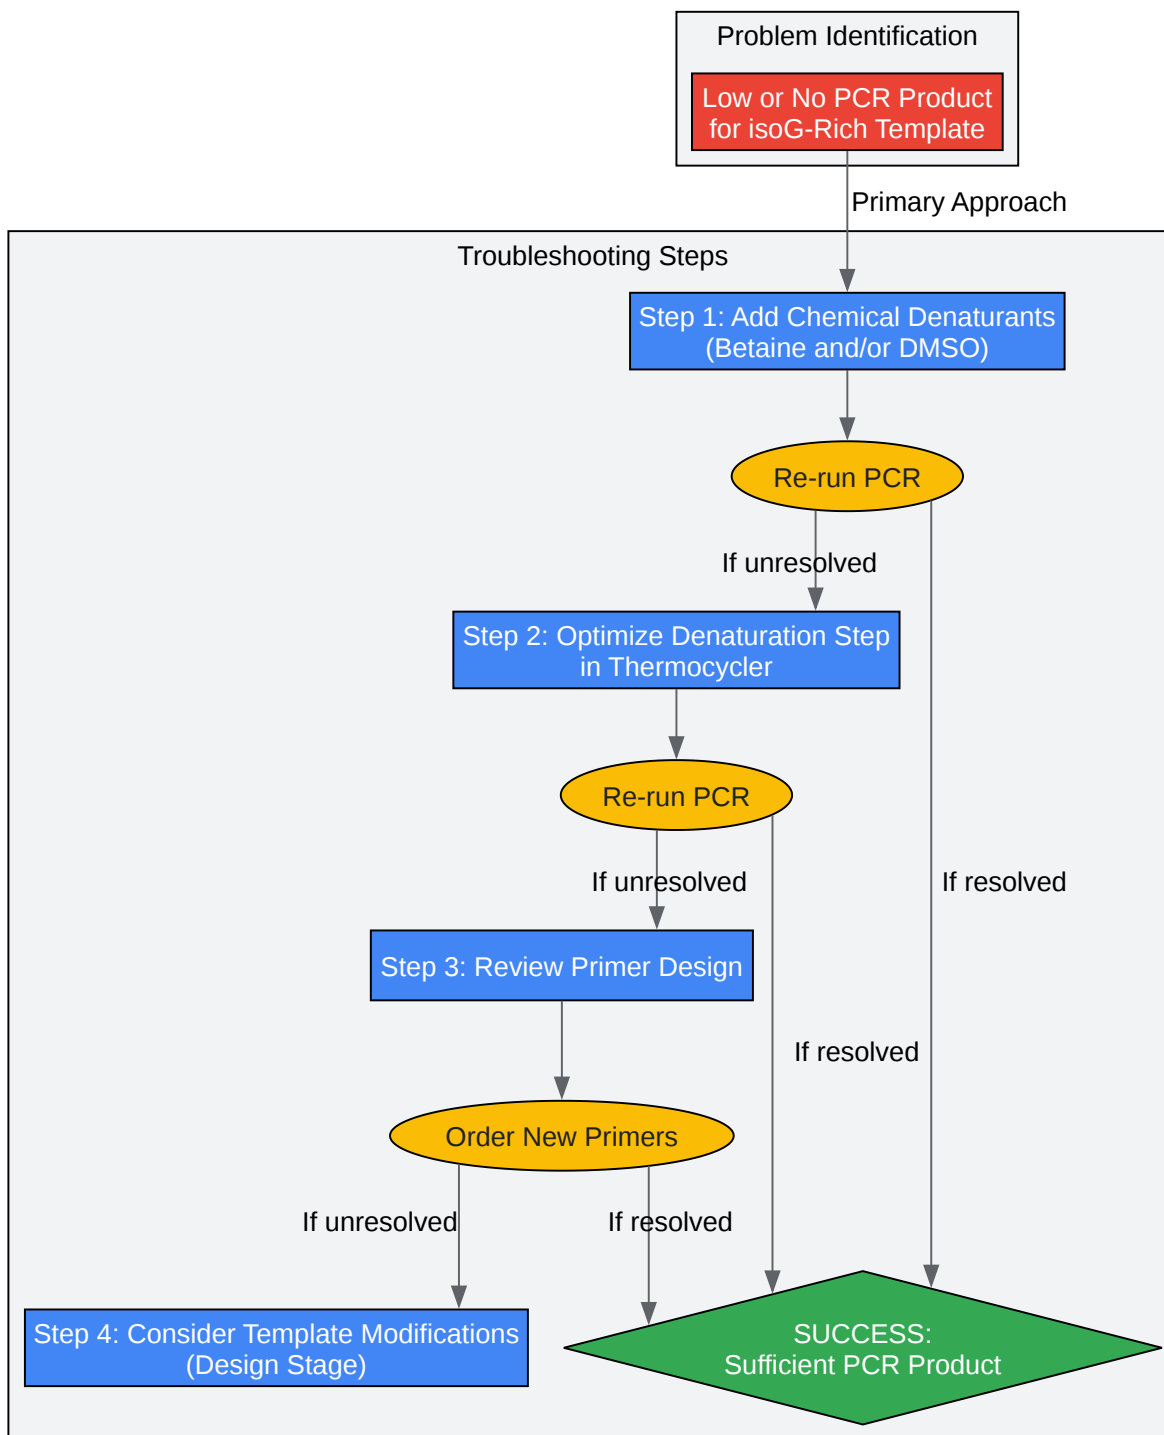 Problem Identification
Low or No PCR Product
for isoG-Rich Template
Primary Approach
Troubleshooting Steps
Step 1: Add Chemical Denaturants
(Betaine and/or DMSO)
Re-run PCR
If unresolved
Step 2: Optimize Denaturation Step
in Thermocycler
Re-run PCR
If unresolved
If resolved
Step 3: Review Primer Design
If resolved
Order New Primers
If unresolved
If resolved
Step 4: Consider Template Modifications
(Design Stage)
SUCCESS:
Sufficient PCR Product